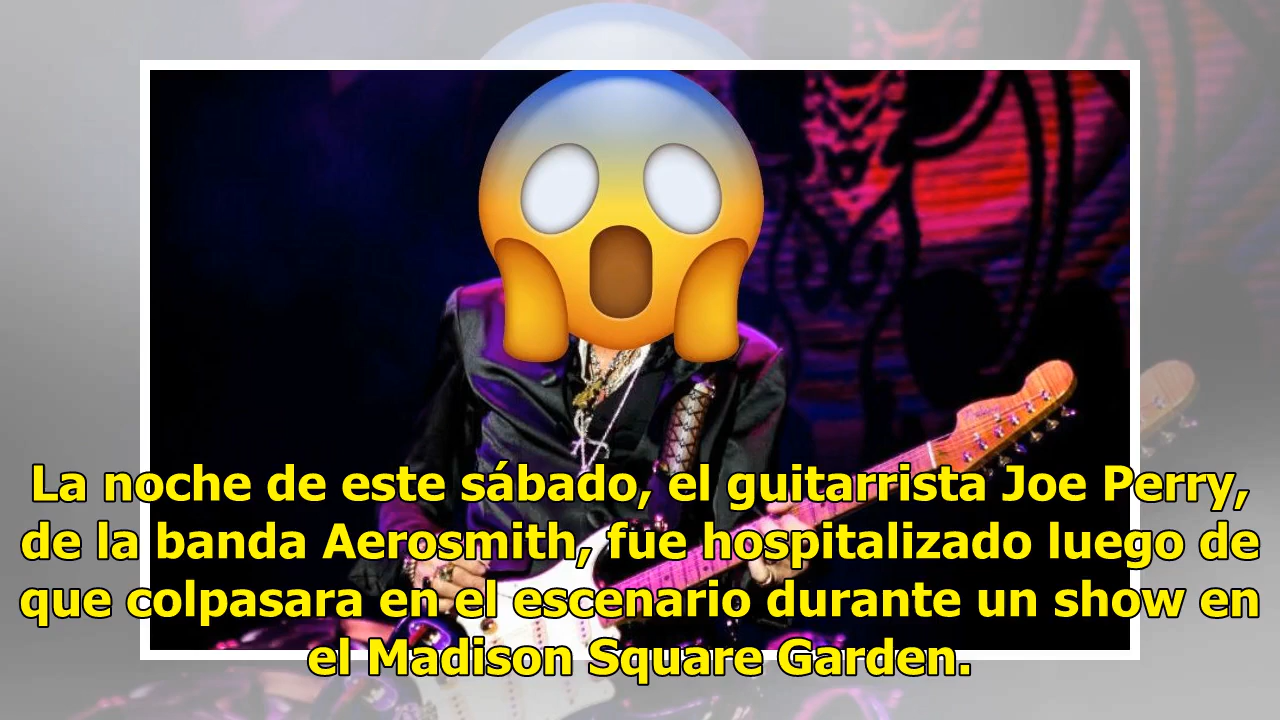 La noche de este sábado, el guitarrista Joe Perry,
de la banda Aerosmith, fue hospitalizado luego de
que colpasara en el escenario durante un show en
el Madison Square Garden.